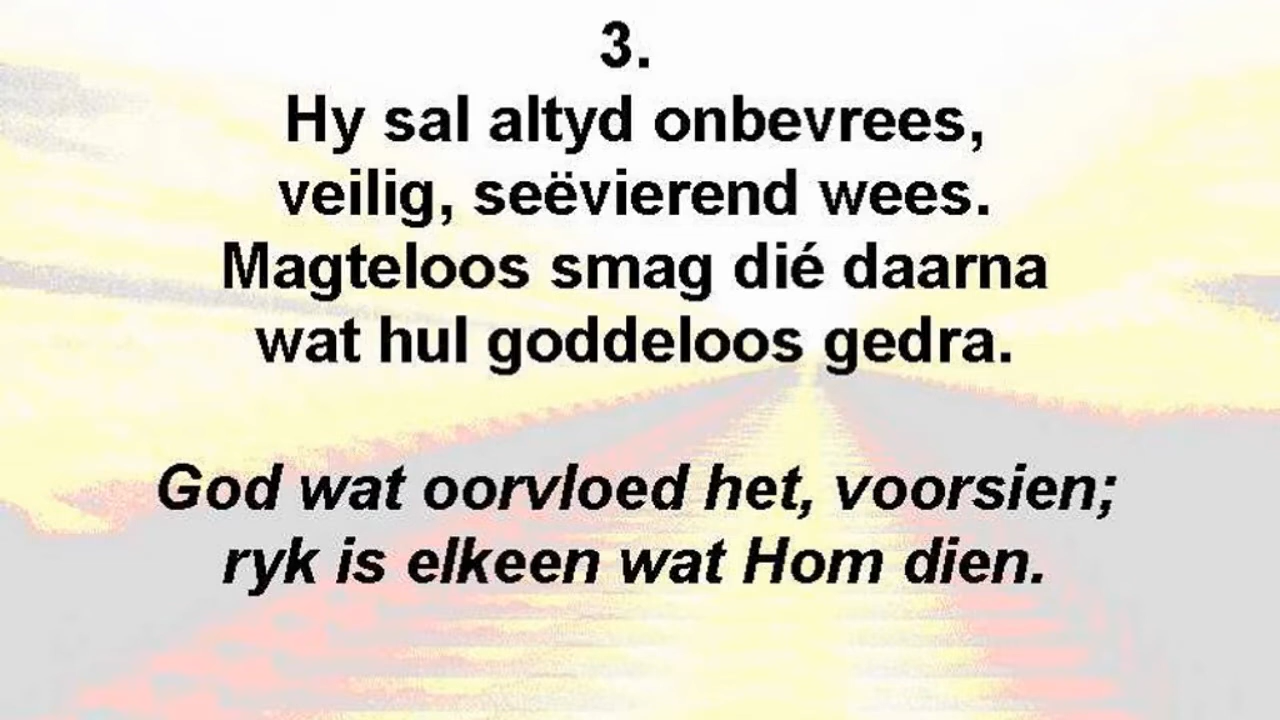 3.
Hy sal altyd onbevrees,
veilig, seëvierend wees.
Magteloos smag dié daarna
wat hul goddeloos gedra.
God wat oorvloed het, voorsien;
ryk is elkeen wat Hom dien.